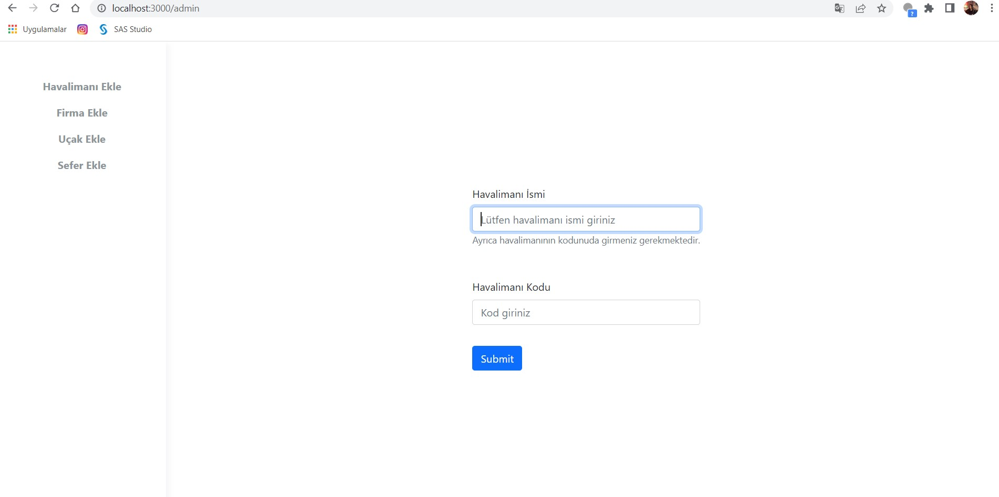 localhost:3000/admin
Uygulamalar
SAS Studio
Havalimanı Ekle
Firma Ekle
Uçak Ekle
Sefer Ekle
Havalimanı İsmi
Lütfen havalimanı ismi giriniz
Ayrıca havalimanının kodunuda girmeniz gerekmektedir.
Havalimanı Kodu
Kod giriniz
Submit